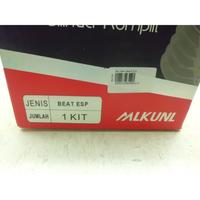 Silinder Komplit
JENIS BEAT ESP
JUMLAH 1 KIT
MLKUNL